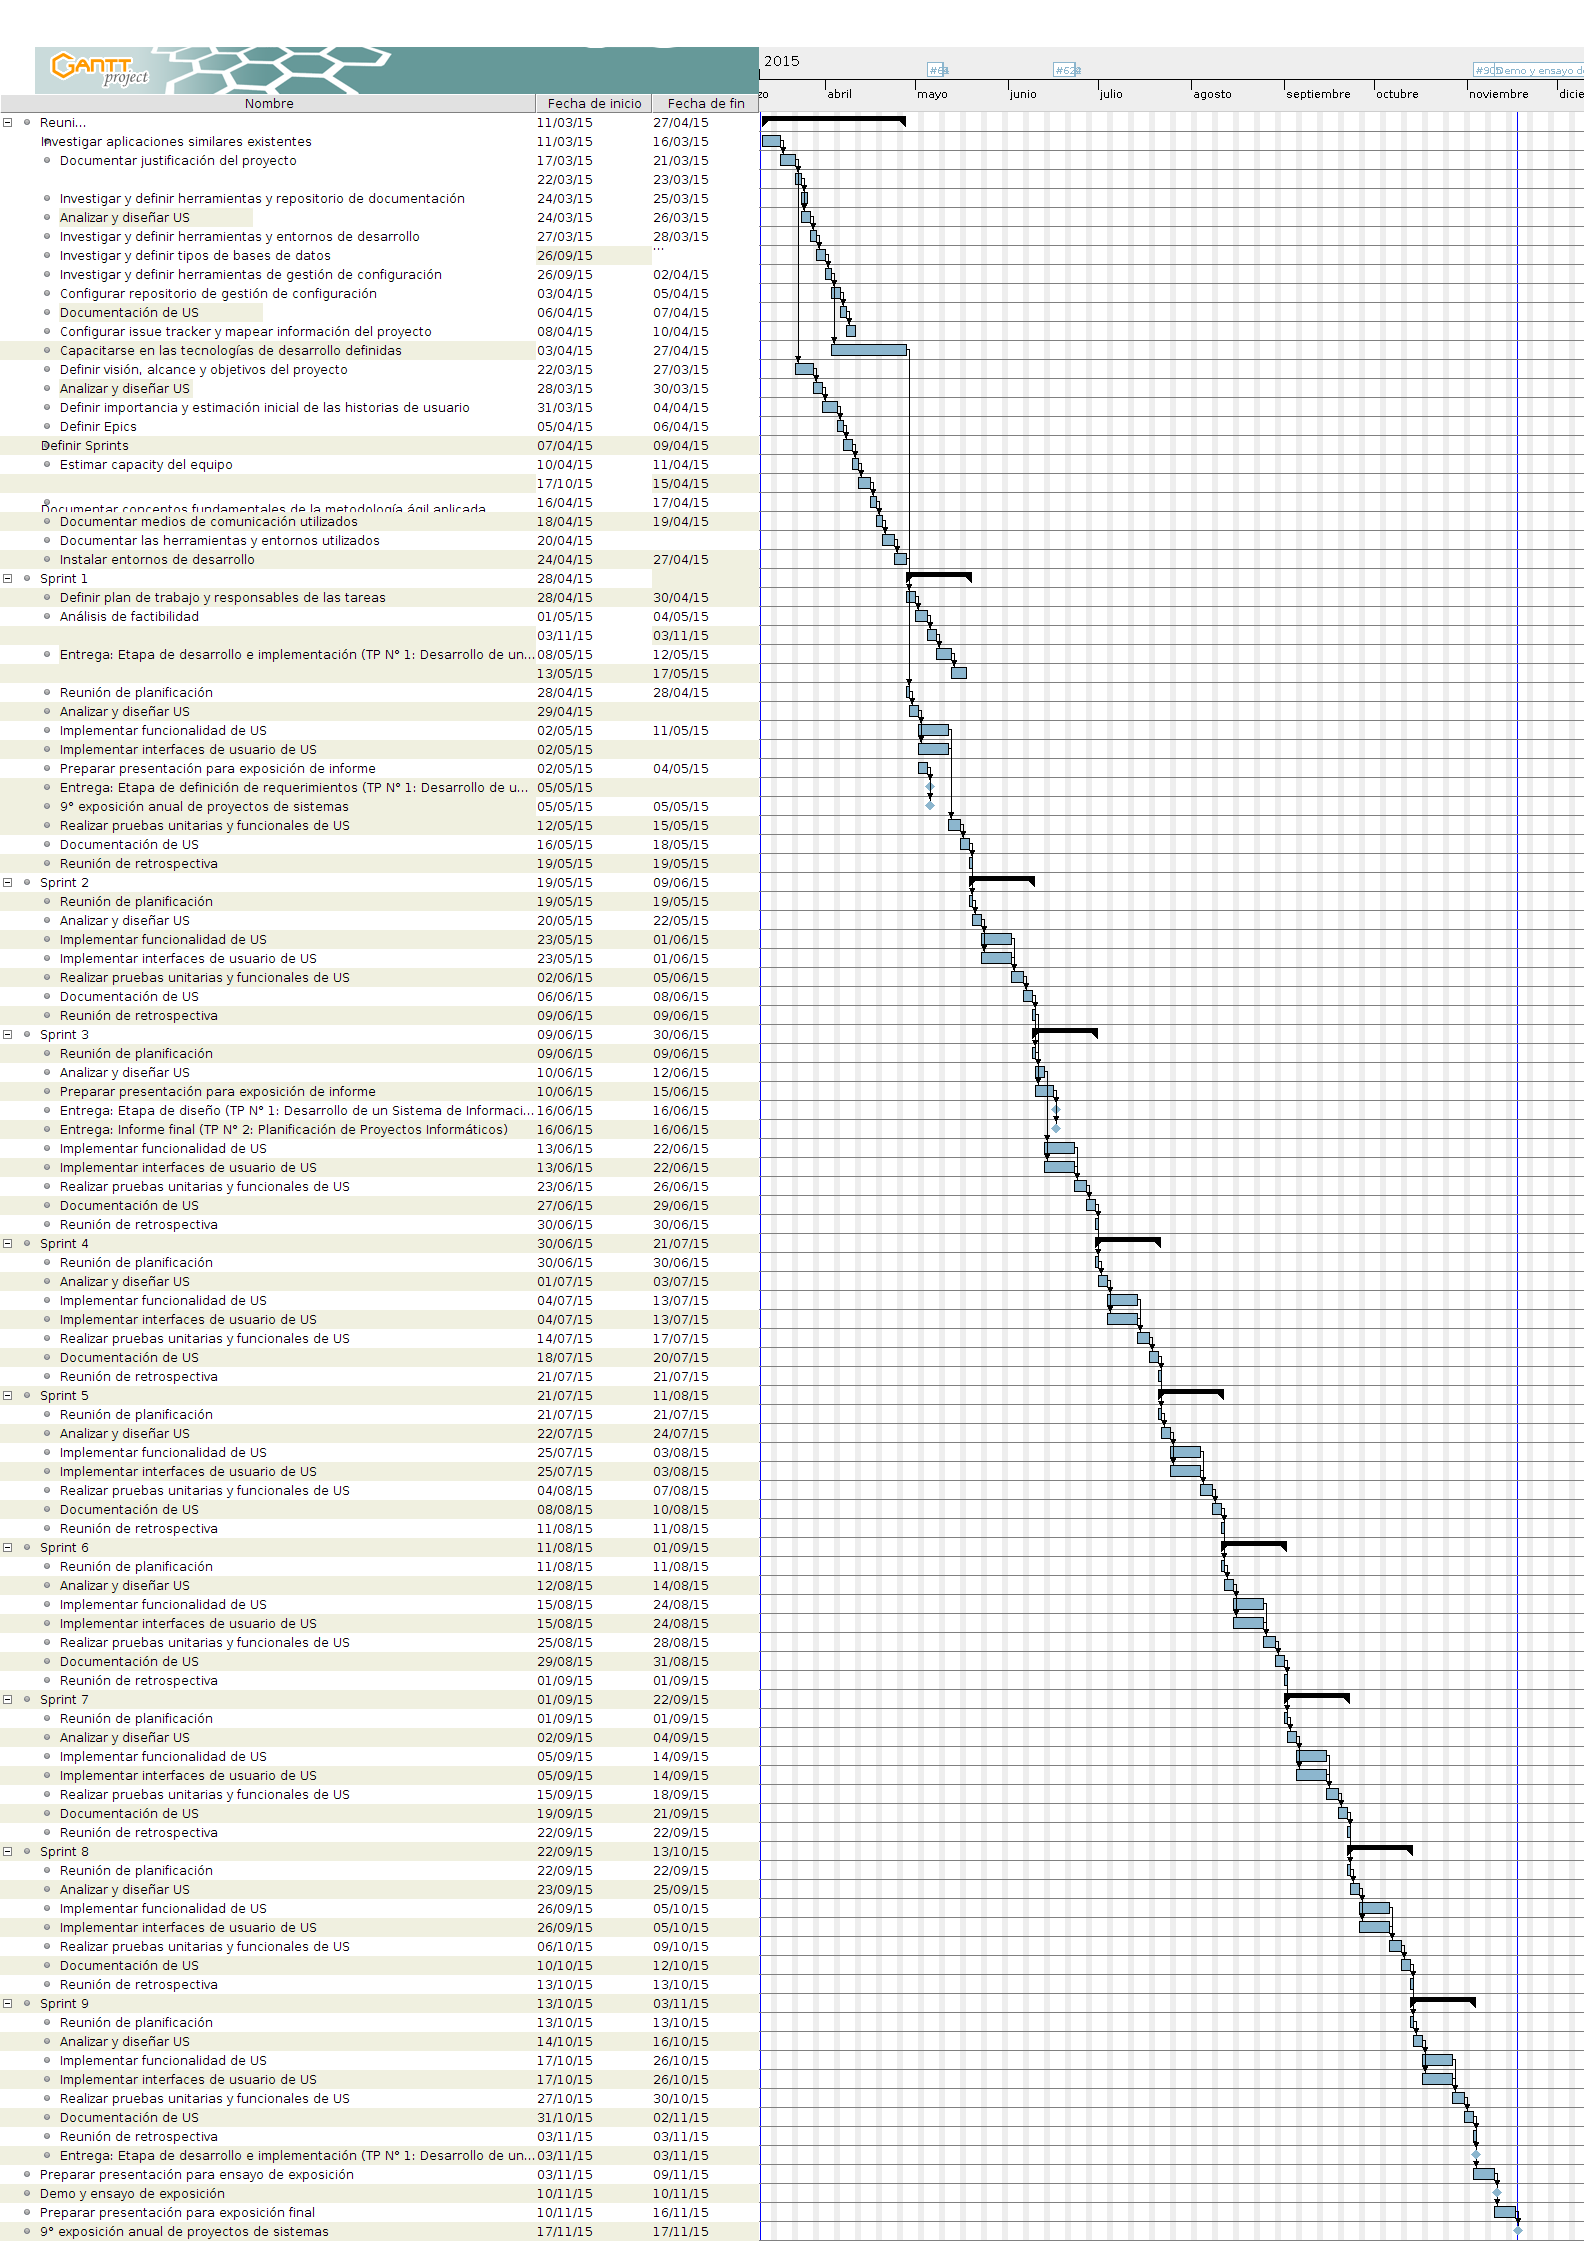 GANTT
project
2015
#6
#62
#90
Demo y ensayo d
zo abril mayo junio julio agosto septiembre octubre noviembre dicie
Nombre Fecha de inicio Fecha de fin
Reuni... 11/03/15 27/04/15
Investigar aplicaciones similares existentes 11/03/15 16/03/15
Documentar justificación del proyecto 17/03/15 21/03/15
22/03/15 23/03/15
Investigar y definir herramientas y repositorio de documentación 24/03/15 25/03/15
Analizar y diseñar US 24/03/15 26/03/15
Investigar y definir herramientas y entornos de desarrollo 27/03/15 28/03/15
Investigar y definir tipos de bases de datos 26/09/15 ...
Investigar y definir herramientas de gestión de configuración 26/09/15 02/04/15
Configurar repositorio de gestión de configuración 03/04/15 05/04/15
Documentación de US 06/04/15 07/04/15
Configurar issue tracker y mapear información del proyecto 08/04/15 10/04/15
Capacitarse en las tecnologías de desarrollo definidas 03/04/15 27/04/15
Definir visión, alcance y objetivos del proyecto 22/03/15 27/03/15
Analizar y diseñar US 28/03/15 30/03/15
Definir importancia y estimación inicial de las historias de usuario 31/03/15 04/04/15
Definir Epics 05/04/15 06/04/15
Definir Sprints 07/04/15 09/04/15
Estimar capacity del equipo 10/04/15 11/04/15
17/10/15 15/04/15
Documentar conceptos fundamentales de la metodología ágil aplicada 16/04/15 17/04/15
Documentar medios de comunicación utilizados 18/04/15 19/04/15
Documentar las herramientas y entornos utilizados 20/04/15
Instalar entornos de desarrollo 24/04/15 27/04/15
Sprint 1 28/04/15
Definir plan de trabajo y responsables de las tareas 28/04/15 30/04/15
Análisis de factibilidad 01/05/15 04/05/15
03/11/15 03/11/15
Entrega: Etapa de desarrollo e implementación (TP N° 1: Desarrollo de un... 08/05/15 12/05/15
13/05/15 17/05/15
Reunión de planificación 28/04/15 28/04/15
Analizar y diseñar US 29/04/15
Implementar funcionalidad de US 02/05/15 11/05/15
Implementar interfaces de usuario de US 02/05/15
Preparar presentación para exposición de informe 02/05/15 04/05/15
Entrega: Etapa de definición de requerimientos (TP N° 1: Desarrollo de u... 05/05/15
9° exposición anual de proyectos de sistemas 05/05/15 05/05/15
Realizar pruebas unitarias y funcionales de US 12/05/15 15/05/15
Documentación de US 16/05/15 18/05/15
Reunión de retrospectiva 19/05/15 19/05/15
Sprint 2 19/05/15 09/06/15
Reunión de planificación 19/05/15 19/05/15
Analizar y diseñar US 20/05/15 22/05/15
Implementar funcionalidad de US 23/05/15 01/06/15
Implementar interfaces de usuario de US 23/05/15 01/06/15
Realizar pruebas unitarias y funcionales de US 02/06/15 05/06/15
Documentación de US 06/06/15 08/06/15
Reunión de retrospectiva 09/06/15 09/06/15
Sprint 3 09/06/15 30/06/15
Reunión de planificación 09/06/15 09/06/15
Analizar y diseñar US 10/06/15 12/06/15
Preparar presentación para exposición de informe 10/06/15 15/06/15
Entrega: Etapa de diseño (TP N° 1: Desarrollo de un Sistema de Informaci... 16/06/15 16/06/15
Entrega: Informe final (TP N° 2: Planificación de Proyectos Informáticos) 16/06/15 16/06/15
Implementar funcionalidad de US 13/06/15 22/06/15
Implementar interfaces de usuario de US 13/06/15 22/06/15
Realizar pruebas unitarias y funcionales de US 23/06/15 26/06/15
Documentación de US 27/06/15 29/06/15
Reunión de retrospectiva 30/06/15 30/06/15
Sprint 4 30/06/15 21/07/15
Reunión de planificación 30/06/15 30/06/15
Analizar y diseñar US 01/07/15 03/07/15
Implementar funcionalidad de US 04/07/15 13/07/15
Implementar interfaces de usuario de US 04/07/15 13/07/15
Realizar pruebas unitarias y funcionales de US 14/07/15 17/07/15
Documentación de US 18/07/15 20/07/15
Reunión de retrospectiva 21/07/15 21/07/15
Sprint 5 21/07/15 11/08/15
Reunión de planificación 21/07/15 21/07/15
Analizar y diseñar US 22/07/15 24/07/15
Implementar funcionalidad de US 25/07/15 03/08/15
Implementar interfaces de usuario de US 25/07/15 03/08/15
Realizar pruebas unitarias y funcionales de US 04/08/15 07/08/15
Documentación de US 08/08/15 10/08/15
Reunión de retrospectiva 11/08/15 11/08/15
Sprint 6 11/08/15 01/09/15
Reunión de planificación 11/08/15 11/08/15
Analizar y diseñar US 12/08/15 14/08/15
Implementar funcionalidad de US 15/08/15 24/08/15
Implementar interfaces de usuario de US 15/08/15 24/08/15
Realizar pruebas unitarias y funcionales de US 25/08/15 28/08/15
Documentación de US 29/08/15 31/08/15
Reunión de retrospectiva 01/09/15 01/09/15
Sprint 7 01/09/15 22/09/15
Reunión de planificación 01/09/15 01/09/15
Analizar y diseñar US 02/09/15 04/09/15
Implementar funcionalidad de US 05/09/15 14/09/15
Implementar interfaces de usuario de US 05/09/15 14/09/15
Realizar pruebas unitarias y funcionales de US 15/09/15 18/09/15
Documentación de US 19/09/15 21/09/15
Reunión de retrospectiva 22/09/15 22/09/15
Sprint 8 22/09/15 13/10/15
Reunión de planificación 22/09/15 22/09/15
Analizar y diseñar US 23/09/15 25/09/15
Implementar funcionalidad de US 26/09/15 05/10/15
Implementar interfaces de usuario de US 26/09/15 05/10/15
Realizar pruebas unitarias y funcionales de US 06/10/15 09/10/15
Documentación de US 10/10/15 12/10/15
Reunión de retrospectiva 13/10/15 13/10/15
Sprint 9 13/10/15 03/11/15
Reunión de planificación 13/10/15 13/10/15
Analizar y diseñar US 14/10/15 16/10/15
Implementar funcionalidad de US 17/10/15 26/10/15
Implementar interfaces de usuario de US 17/10/15 26/10/15
Realizar pruebas unitarias y funcionales de US 27/10/15 30/10/15
Documentación de US 31/10/15 02/11/15
Reunión de retrospectiva 03/11/15 03/11/15
Entrega: Etapa de desarrollo e implementación (TP N° 1: Desarrollo de un... 03/11/15 03/11/15
Preparar presentación para ensayo de exposición 03/11/15 09/11/15
Demo y ensayo de exposición 10/11/15 10/11/15
Preparar presentación para exposición final 10/11/15 16/11/15
9° exposición anual de proyectos de sistemas 17/11/15 17/11/15